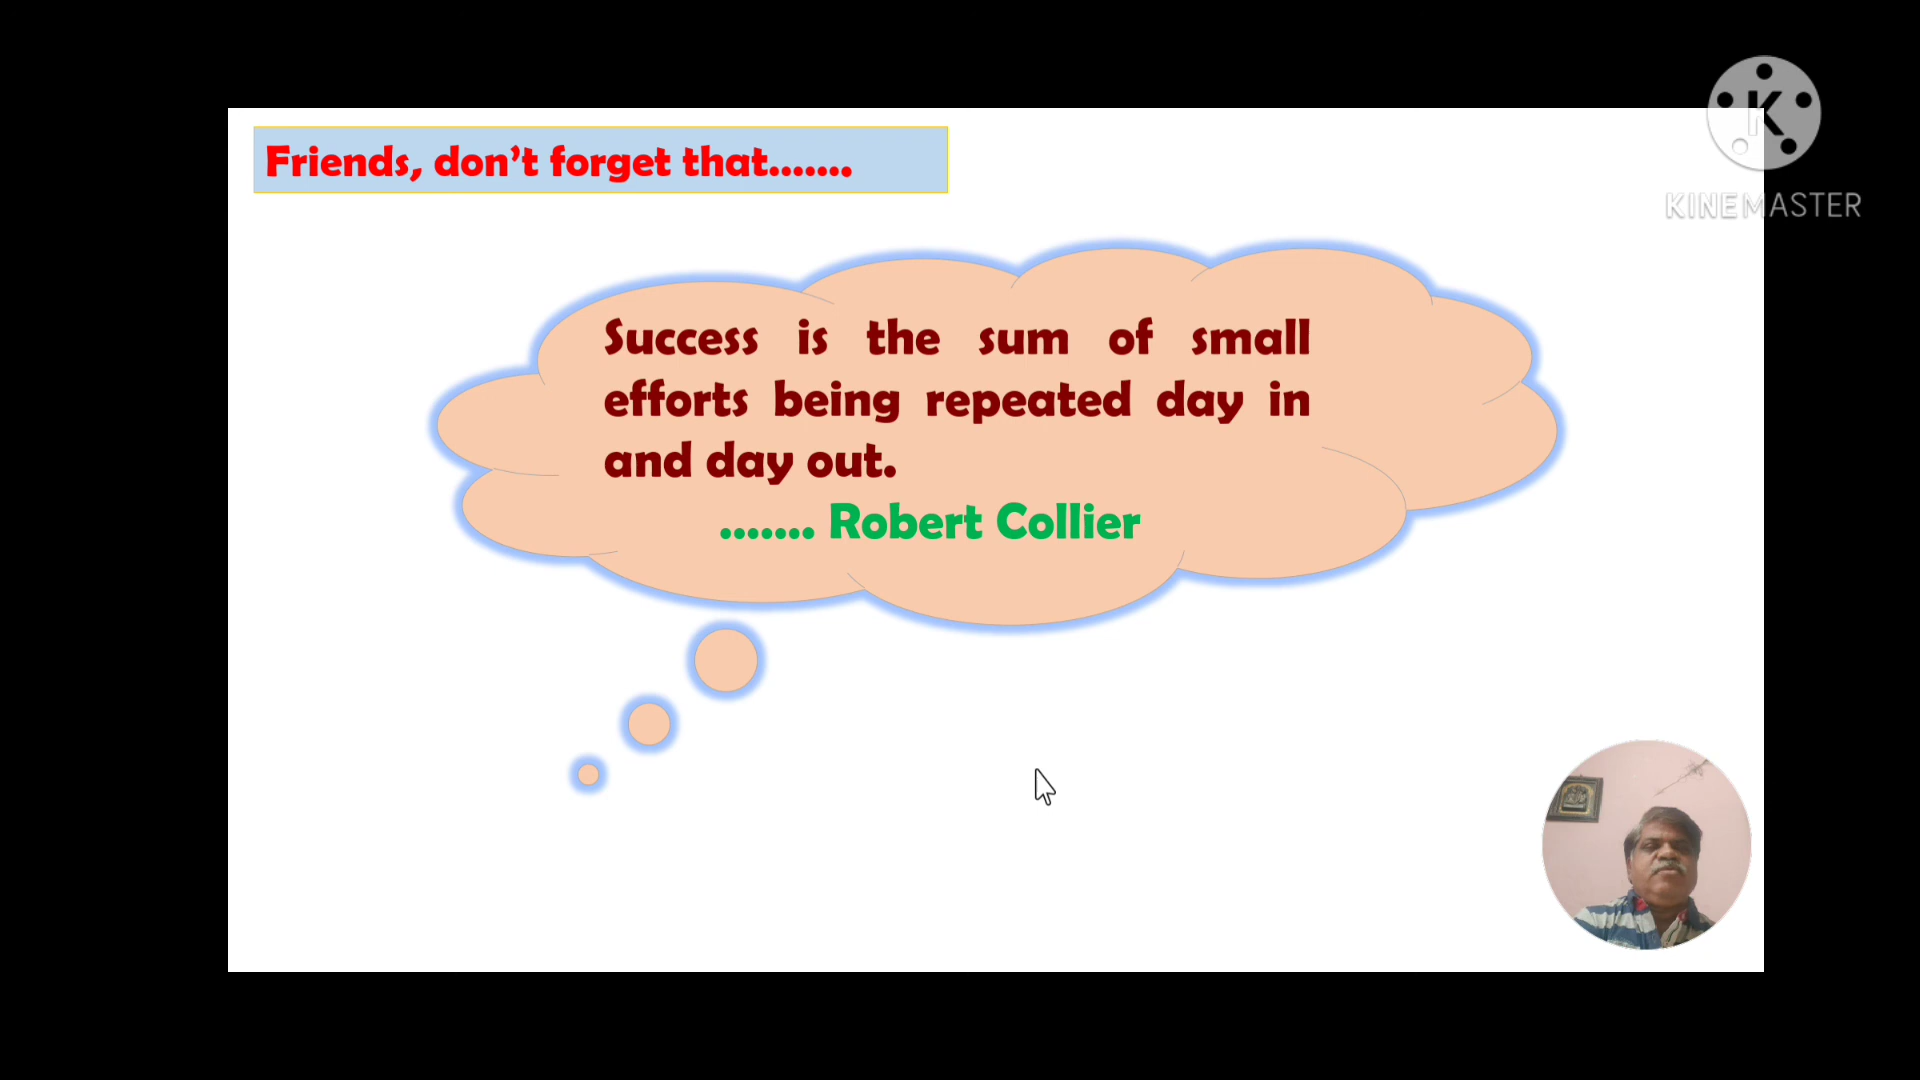 Friends, don’t forget that.......
K
KINEMASTER
Success is the sum of small
efforts being repeated day in
and day out.
....... Robert Collier